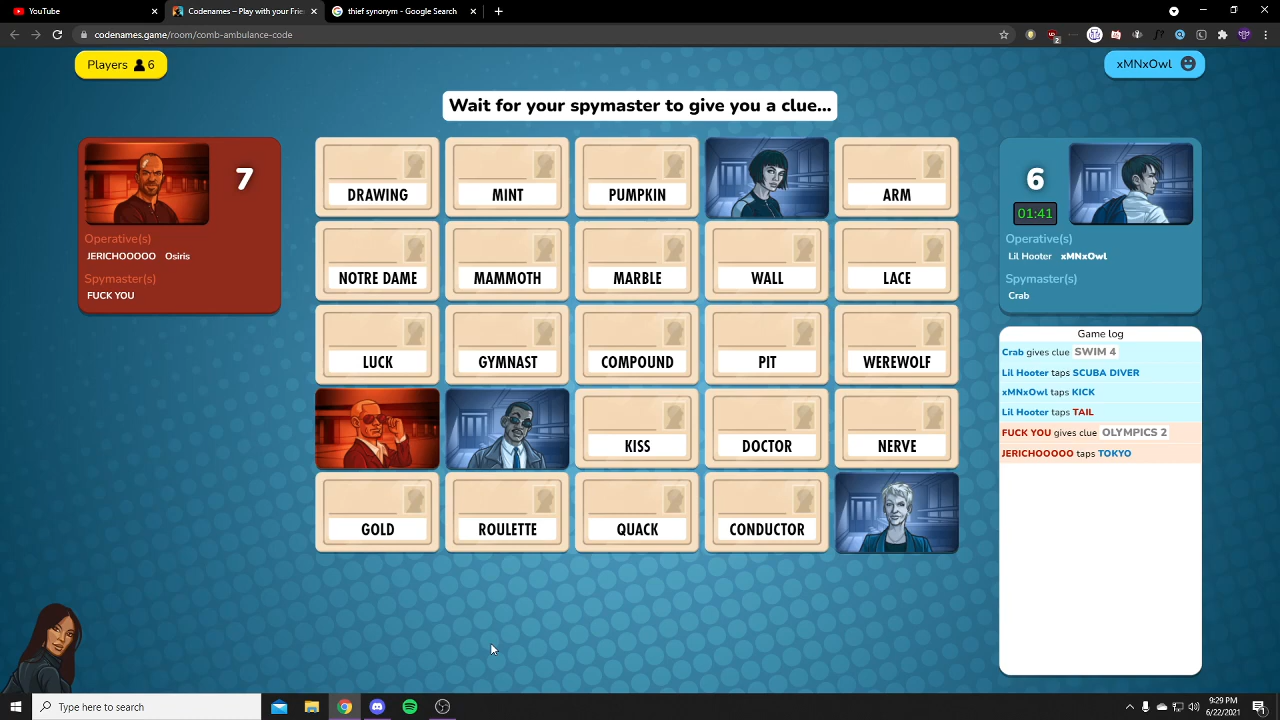 YouTube
Codenames – Play with your Frie
thief synonym - Google Search
codenames.game/room/comb-ambulance-code
Players 6
xMNxOwl
Wait for your spymaster to give you a clue...
7
Operative(s)
JERICHOOOOO Osiris
Spymaster(s)
FUCK YOU
DRAWING
MINT
PUMPKIN
ARM
NOTRE DAME
MAMMOTH
MARBLE
WALL
LACE
LUCK
GYMNAST
COMPOUND
PIT
WEREWOLF
KISS
DOCTOR
NERVE
GOLD
ROULETTE
QUACK
CONDUCTOR
6
01:41
Operative(s)
Lil Hooter xMNxOwl
Spymaster(s)
Crab
Game log
Crab gives clue SWIM 4
Lil Hooter taps SCUBA DIVER
xMNxOwl taps KICK
Lil Hooter taps TAIL
FUCK YOU gives clue OLYMPICS 2
JERICHOOOOO taps TOKYO
Type here to search
9:29 PM
6/22/2021